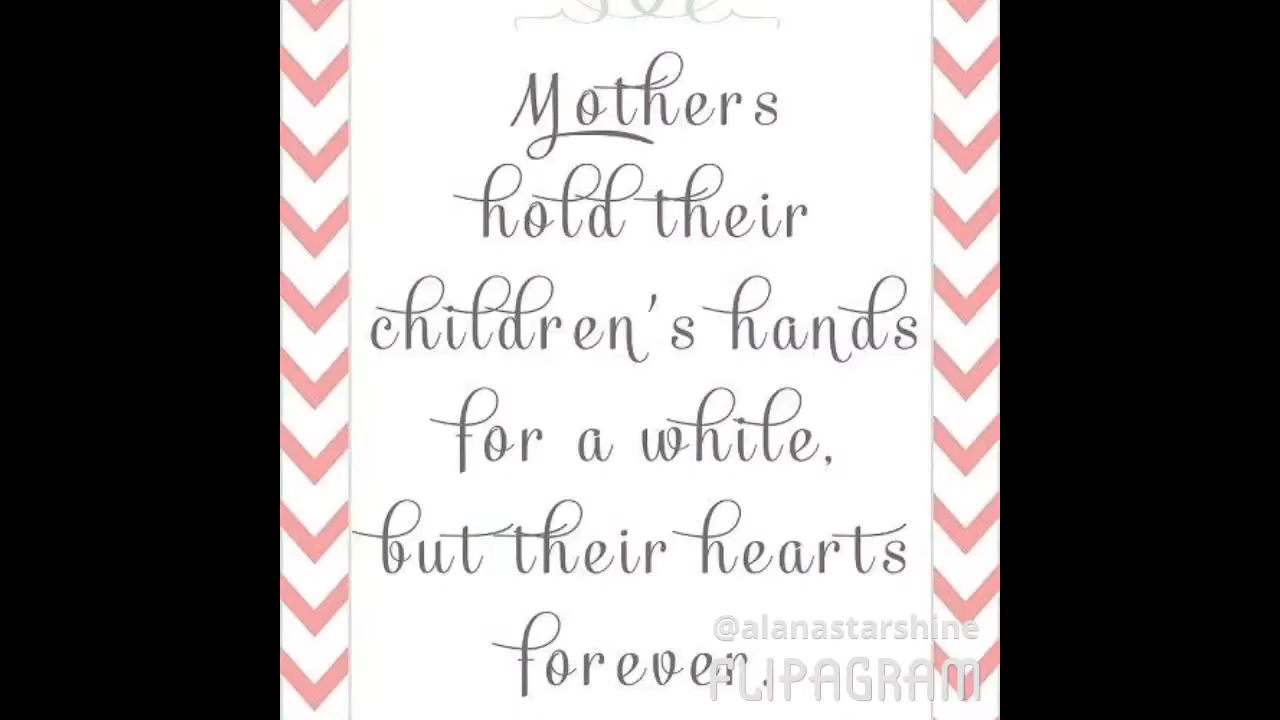 Mothers
hold their
children's hands
for a while,
but their hearts
forever.
@alanastarshine
FLIPAGRAM